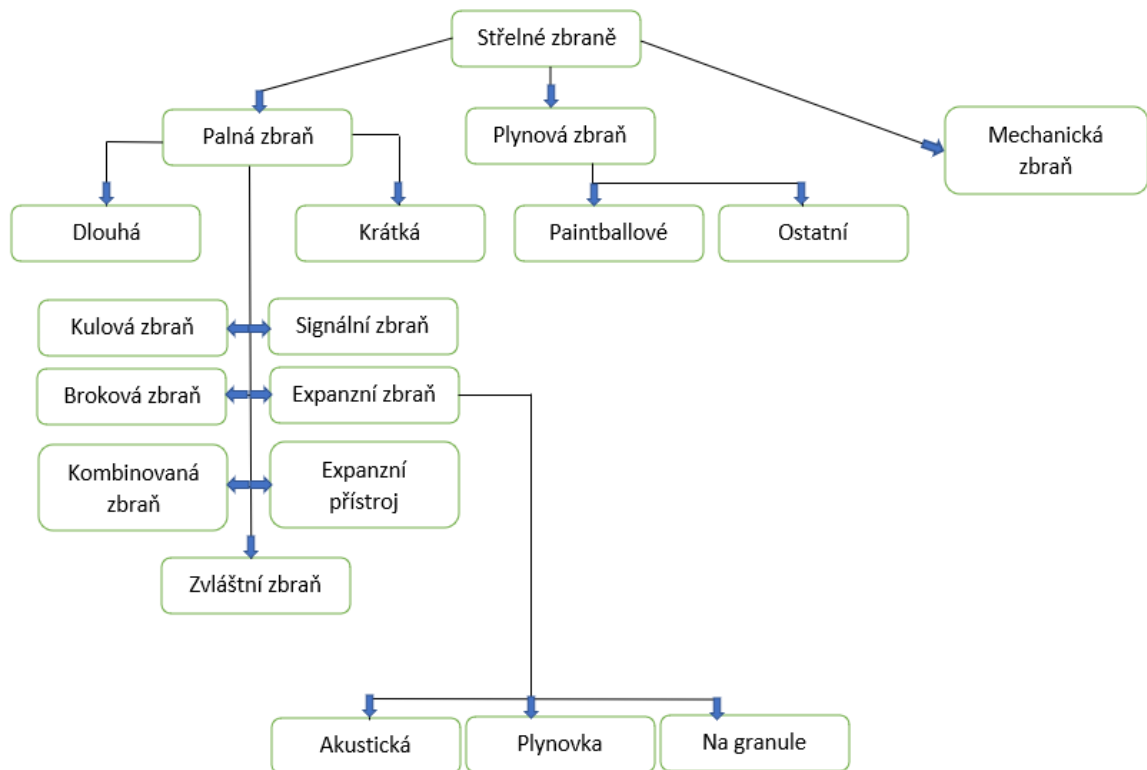 Střelné zbraně
Palná zbraň
Plynová zbraň
Mechanická
zbraň
Dlouhá
Krátká
Paintballové
Ostatní
Kulová zbraň
Signální zbraň
Broková zbraň
Expanzní zbraň
Kombinovaná
zbraň
Expanzní
přístroj
Zvláštní zbraň
Akustická
Plynovka
Na granule